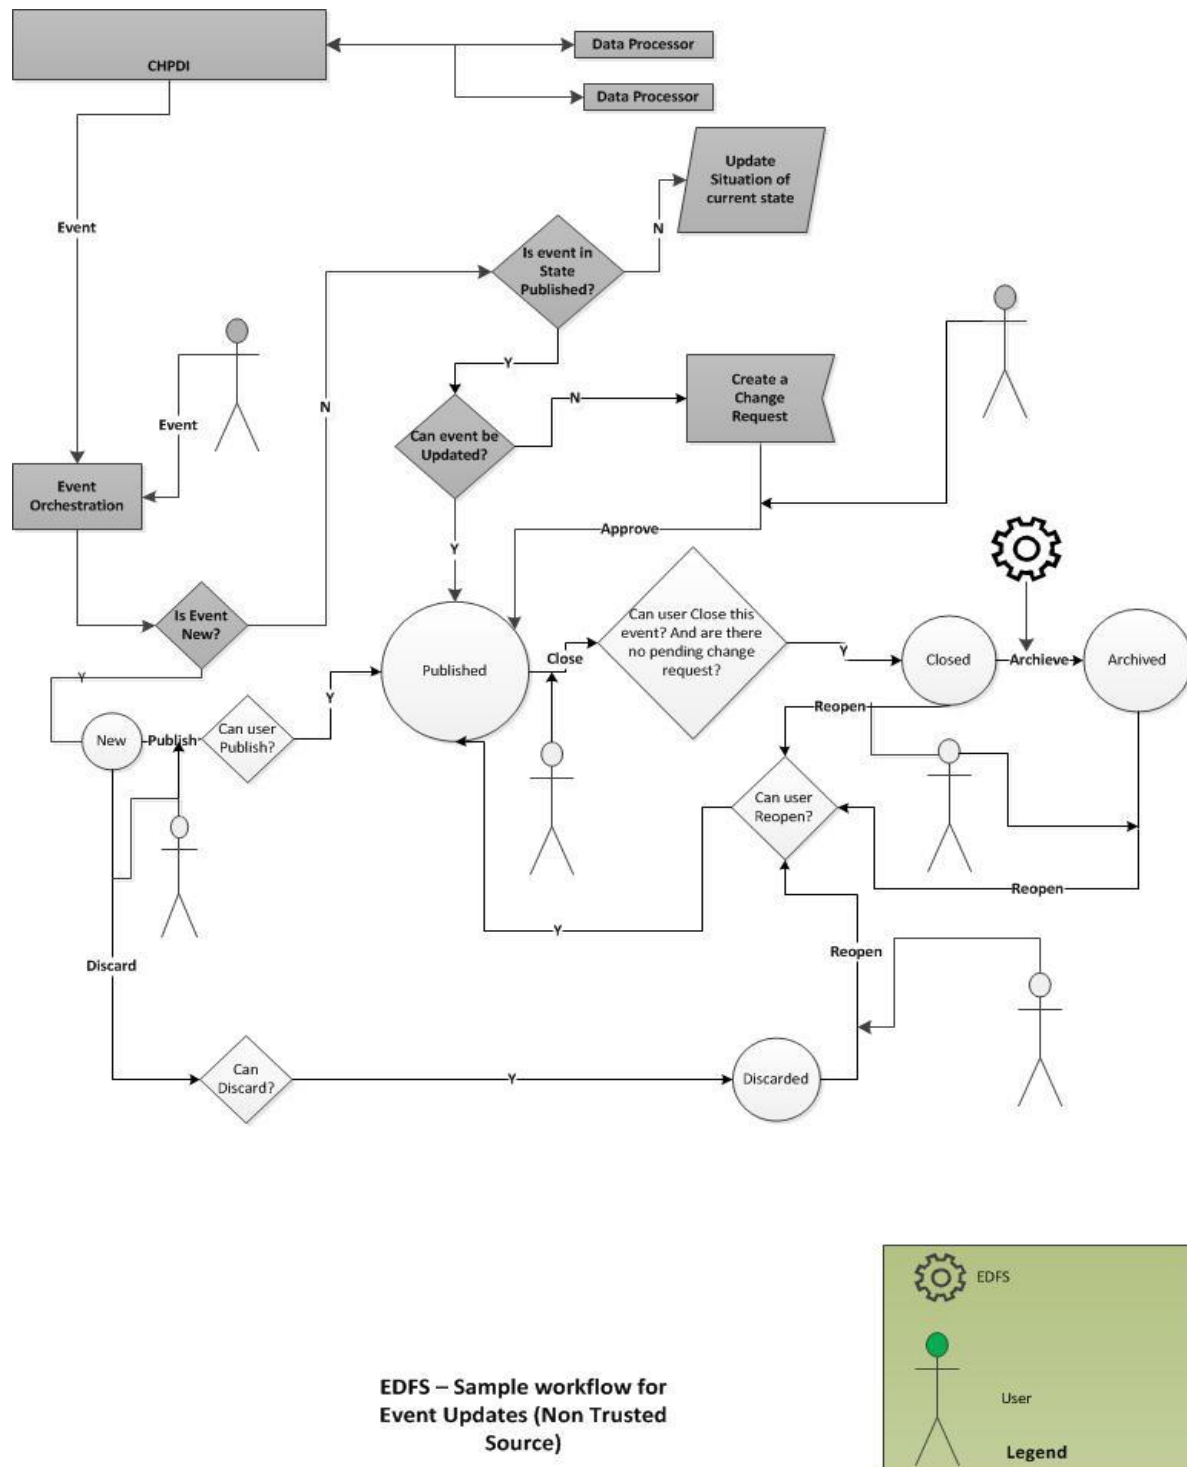 CHPDI
Data Processor
Data Processor
Update
Situation of
current state
Event
N
Is event in
State
Published?
Y
Create a
Change
Request
N
N
Event
Can event be
Updated?
Event
Orchestration
Approve
Y
Is Event
New?
Can user Close this
event? And are there
no pending change
request?
Close
Y
Published
Closed
Archieve
Archived
Y
Y
Reopen
New
Publish
Can user
Publish?
Can user
Reopen?
Reopen
Y
Reopen
Discard
Can
Discard?
Y
Discarded
EDFS
User
Legend
EDFS – Sample workflow for
Event Updates (Non Trusted
Source)